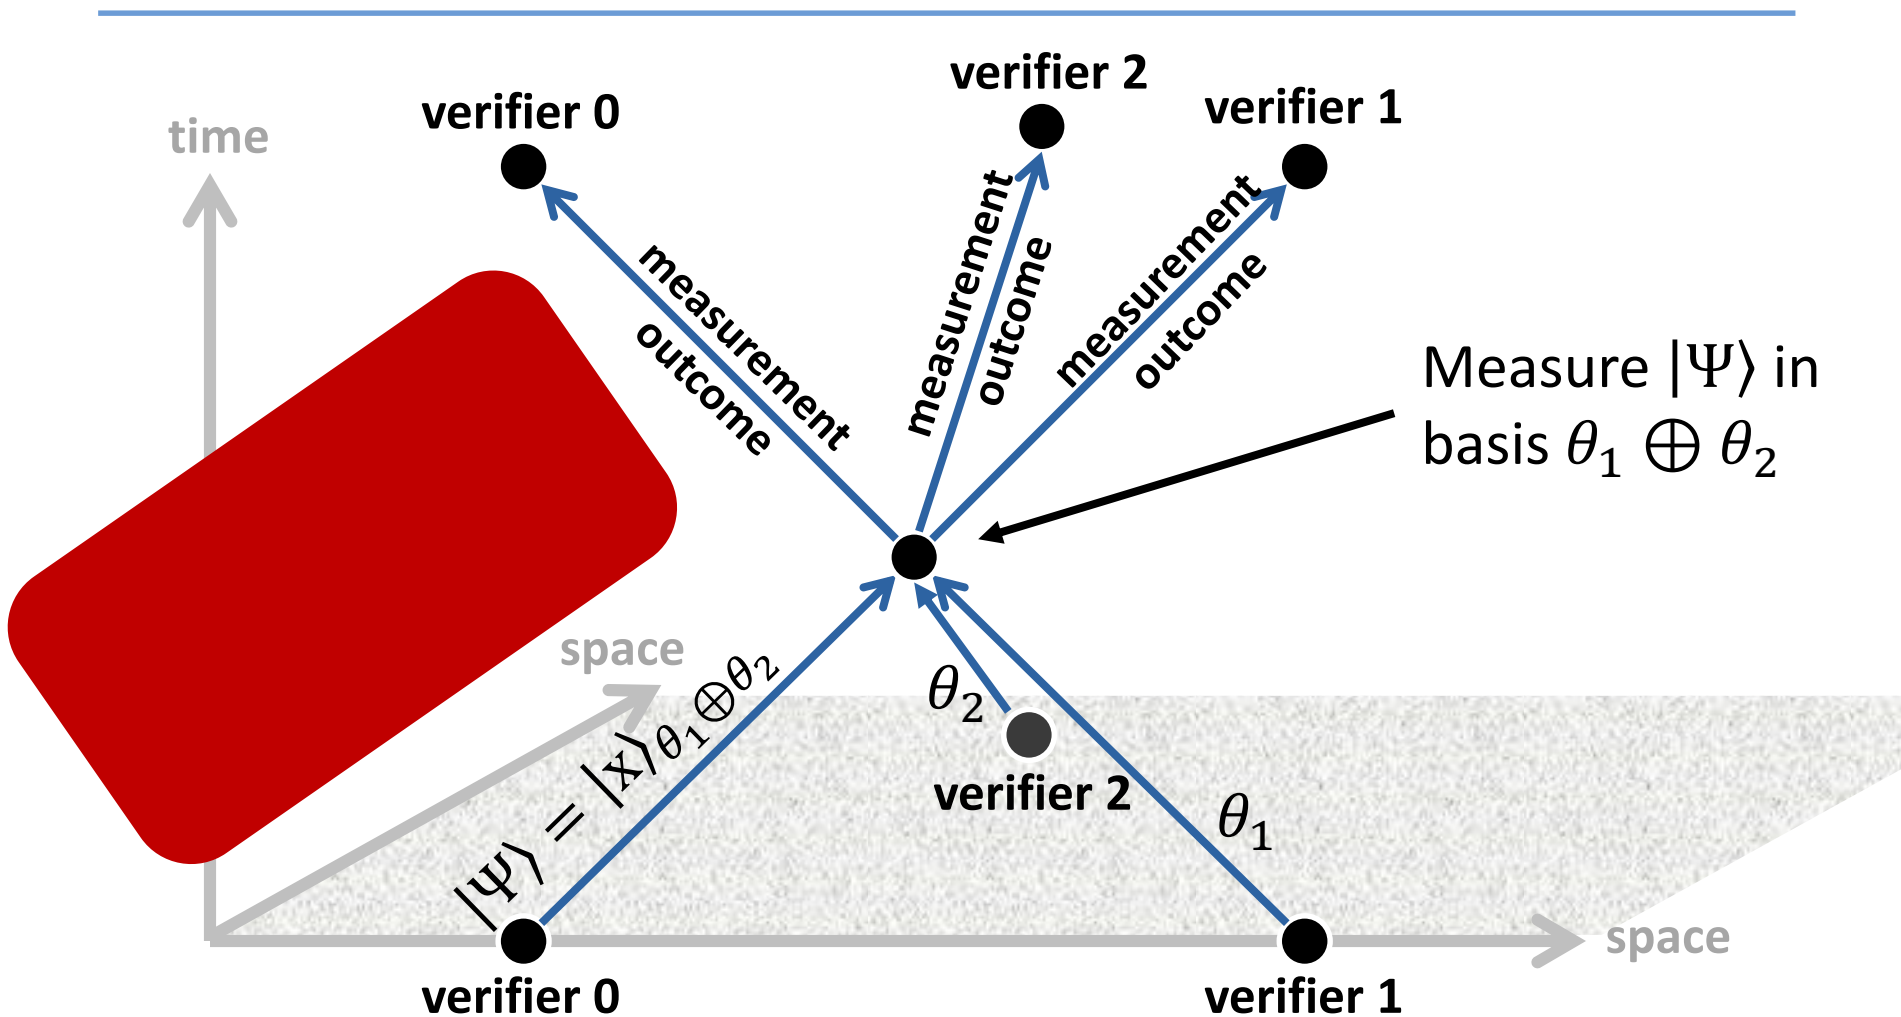 verifier 2
verifier 0
verifier 1
time
measurement
outcome
measurement
outcome
measurement
outcome
Measure |Ψ⟩ in
basis θ₁ ⊕ θ₂
space
|Ψ⟩ = |x⟩θ₁⊕θ₂
θ₂
verifier 2
θ₁
space
verifier 0
verifier 1